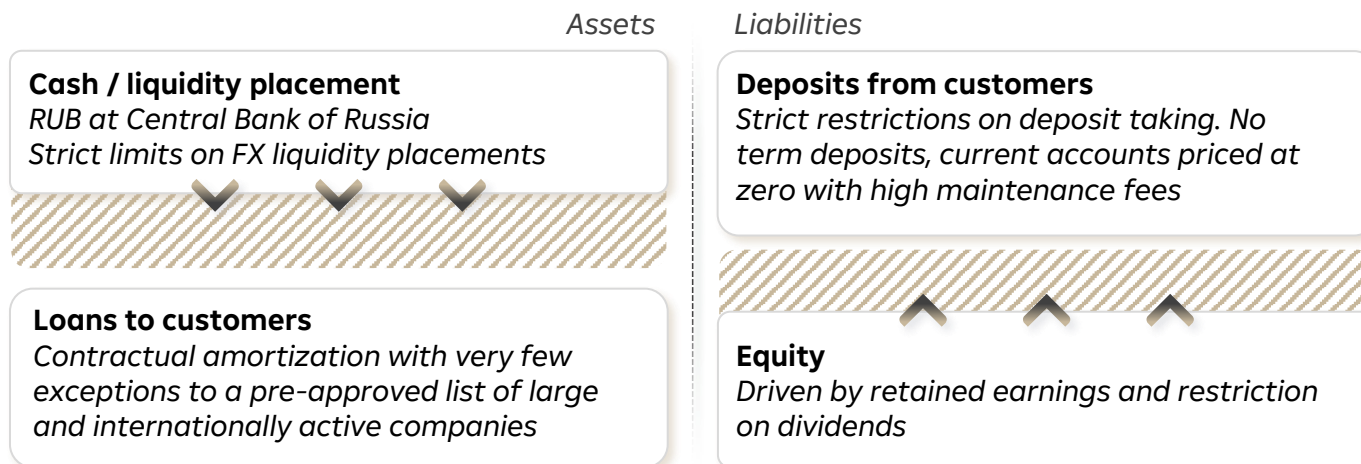 Assets
Liabilities
Cash / liquidity placement
RUB at Central Bank of Russia
Strict limits on FX liquidity placements
Deposits from customers
Strict restrictions on deposit taking. No
term deposits, current accounts priced at
zero with high maintenance fees
Loans to customers
Contractual amortization with very few
exceptions to a pre-approved list of large
and internationally active companies
Equity
Driven by retained earnings and restriction
on dividends